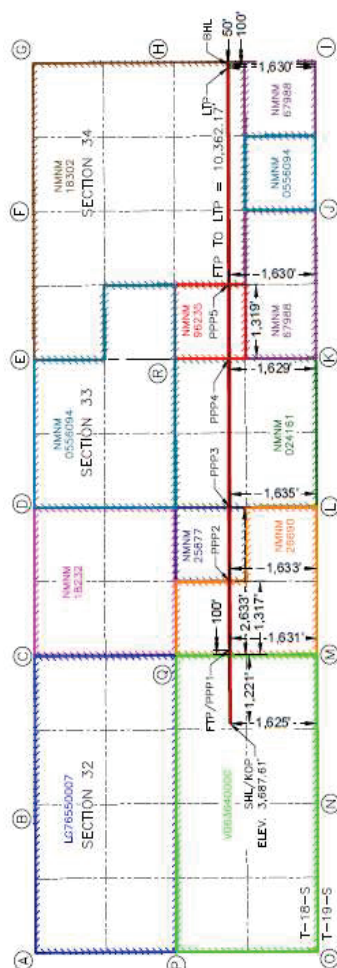 A
B
C
D
E
F
G
LG376550007
SECTION 32
NMNM
18232
NMNM
0556094
SECTION 33
NMNM
18302
SECTION 34
H
P
Q
R
NMNM
25877
NMNM
96235
FTP/PPP1
100'
PPP2
PPP3
PPP4
PPP5
FTP TO LTP = 10,362.17'
LTP
BHL
50'
100'
1,221'
2,633'
1,317'
1,319'
1,625'
1,631'
1,633'
1,635'
1,629'
1,630'
1,630'
SHL/KOP
ELEV. 3,687.61'
NMNM
26690
NMNM
024161
NMNM
67988
NMNM
0556094
NMNM
67988
T-18-S
T-19-S
O
N
M
L
K
J
I